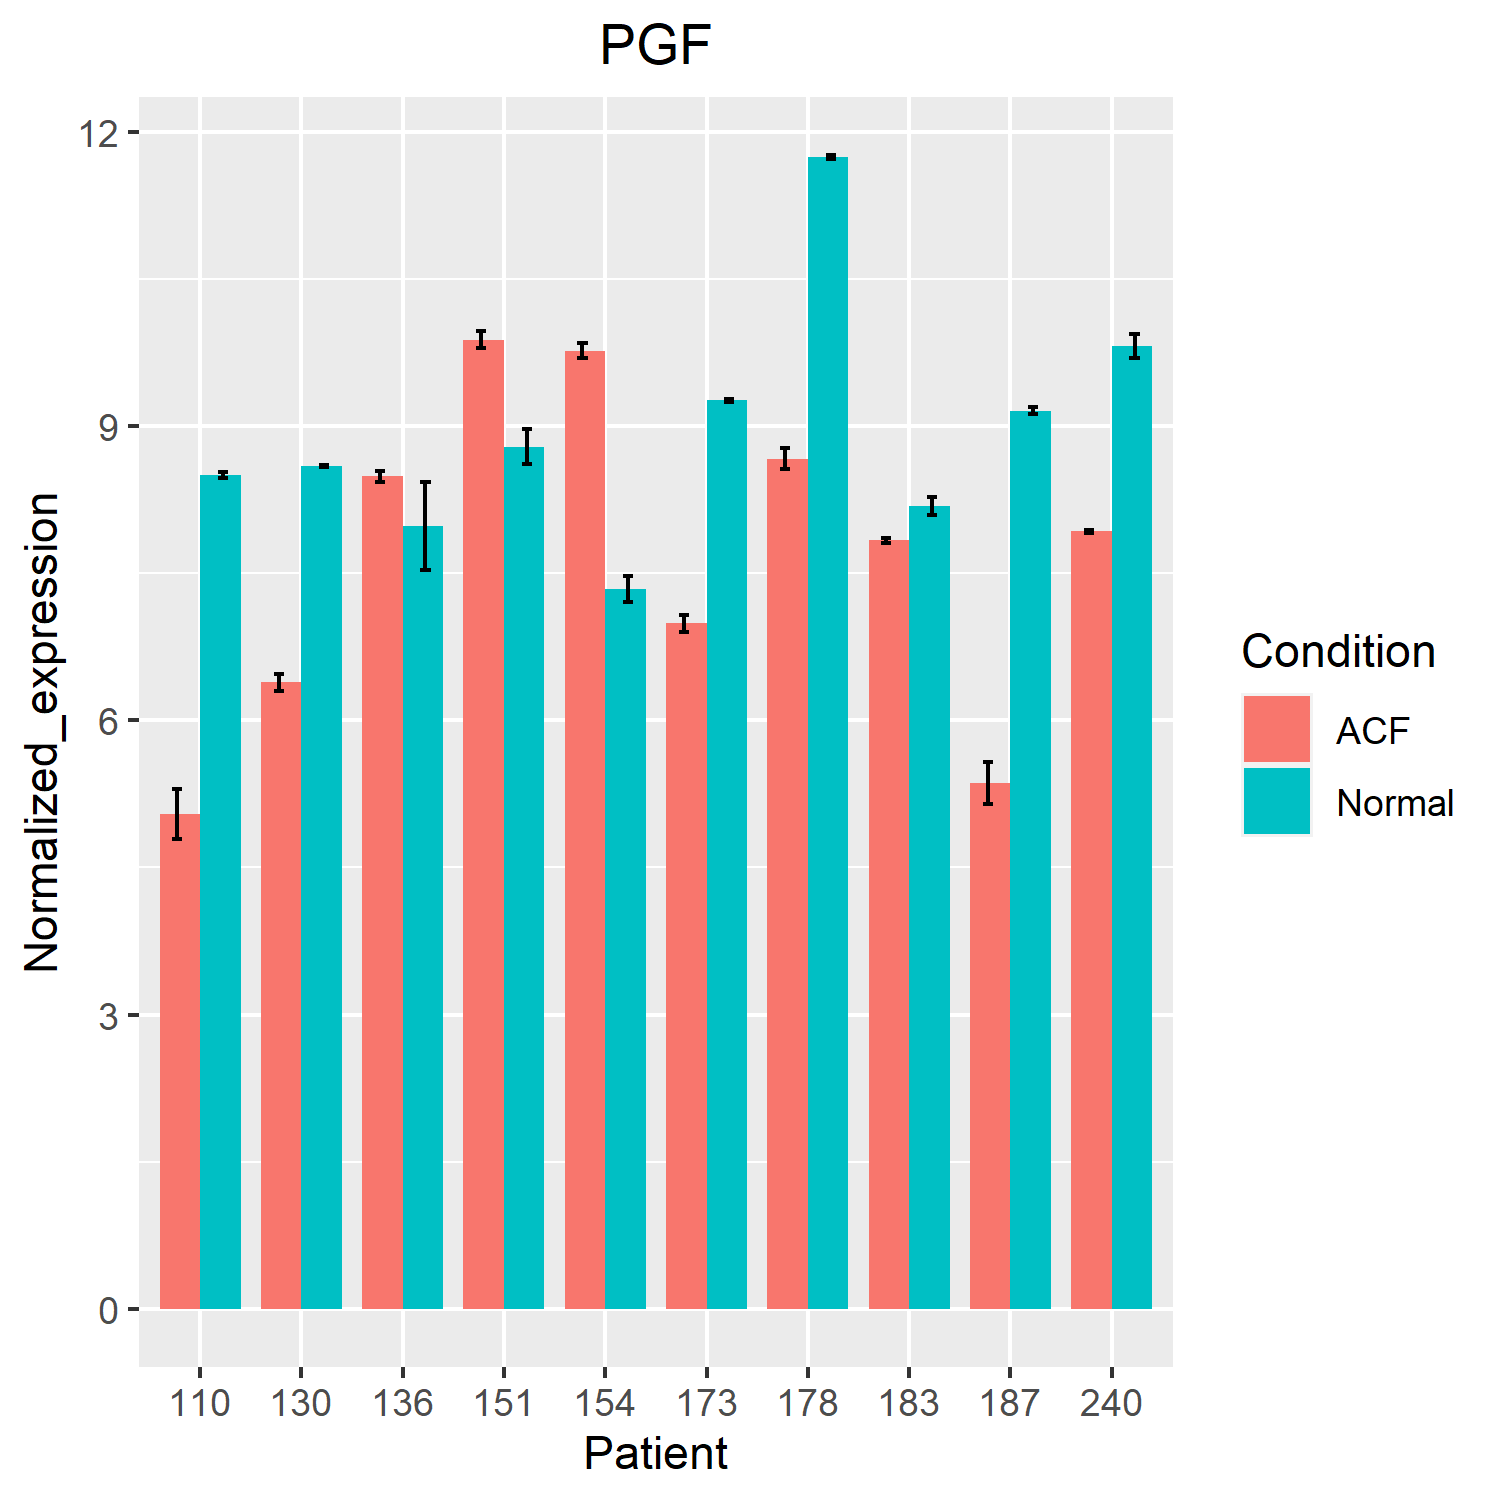 PGF
12
9
6
3
0
Normalized_expression
110 130 136 151 154 173 178 183 187 240
Patient
Condition
ACF
Normal